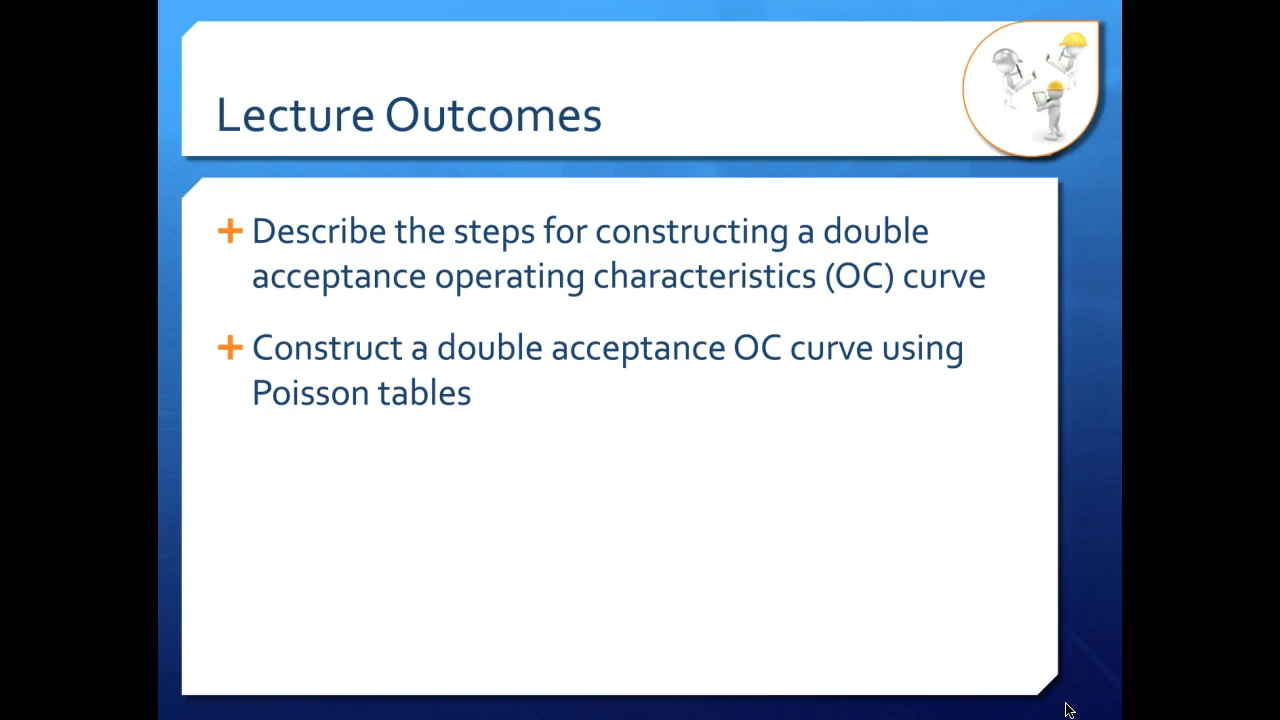 Lecture Outcomes
Describe the steps for constructing a double
acceptance operating characteristics (OC) curve
Construct a double acceptance OC curve using
Poisson tables